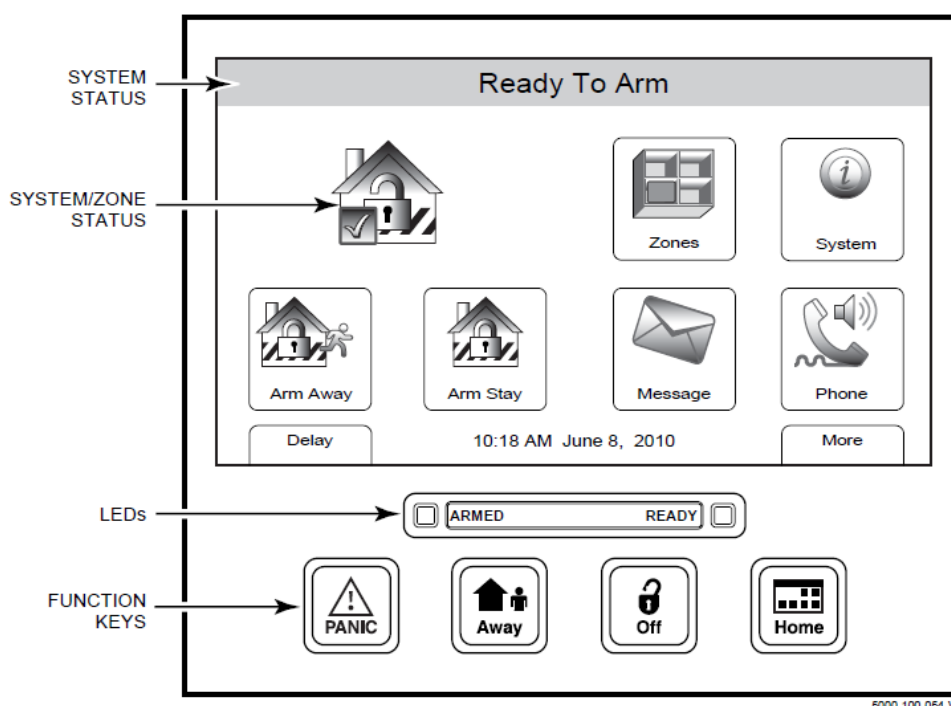 SYSTEM
STATUS
Ready To Arm
SYSTEM/ZONE
STATUS
Zones
System
Arm Away
Arm Stay
Message
Phone
Delay
10:18 AM June 8, 2010
More
LEDs
ARMED
READY
FUNCTION
KEYS
PANIC
Away
Off
Home